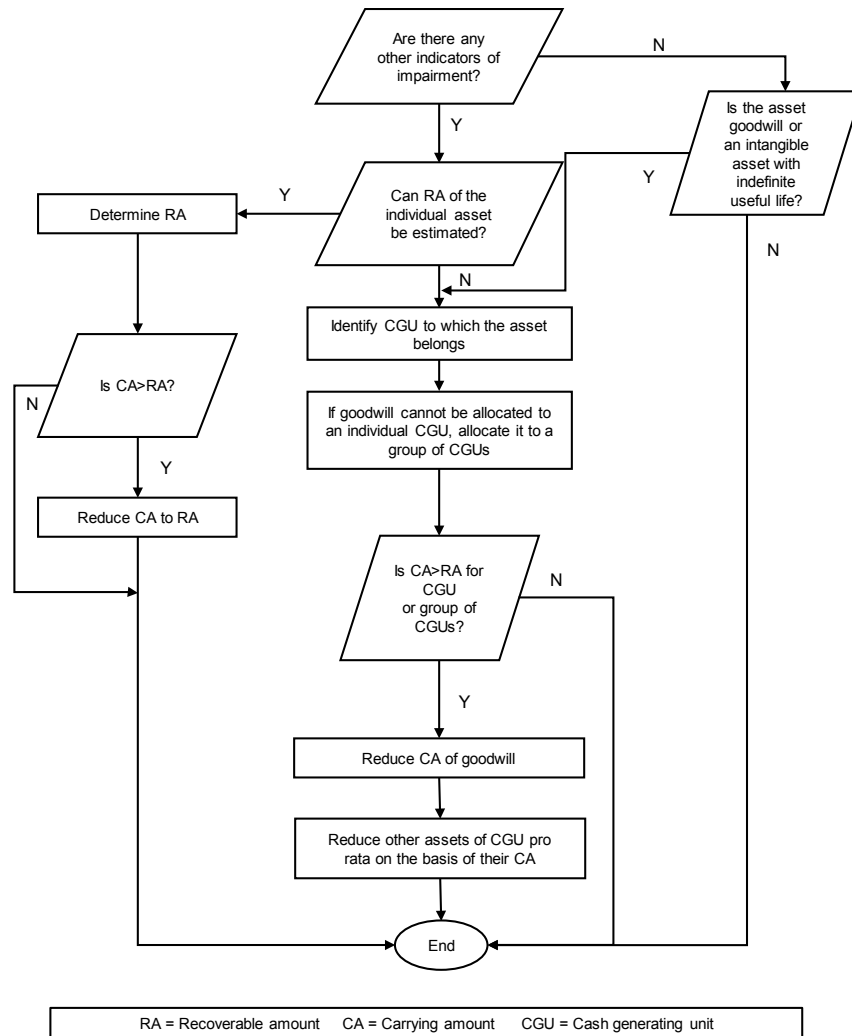 Are there any
other indicators of
impairment?
N
Y
Is the asset
goodwill or
an intangible
asset with
indefinite
useful life?
Y
N
Can RA of the
individual asset
be estimated?
Y
N
Determine RA
Identify CGU to which the asset
belongs
Is CA>RA?
N
Y
If goodwill cannot be allocated to
an individual CGU, allocate it to a
group of CGUs
Reduce CA to RA
Is CA>RA for
CGU
or group of
CGUs?
N
Y
Reduce CA of goodwill
Reduce other assets of CGU pro
rata on the basis of their CA
End
RA = Recoverable amount CA = Carrying amount CGU = Cash generating unit